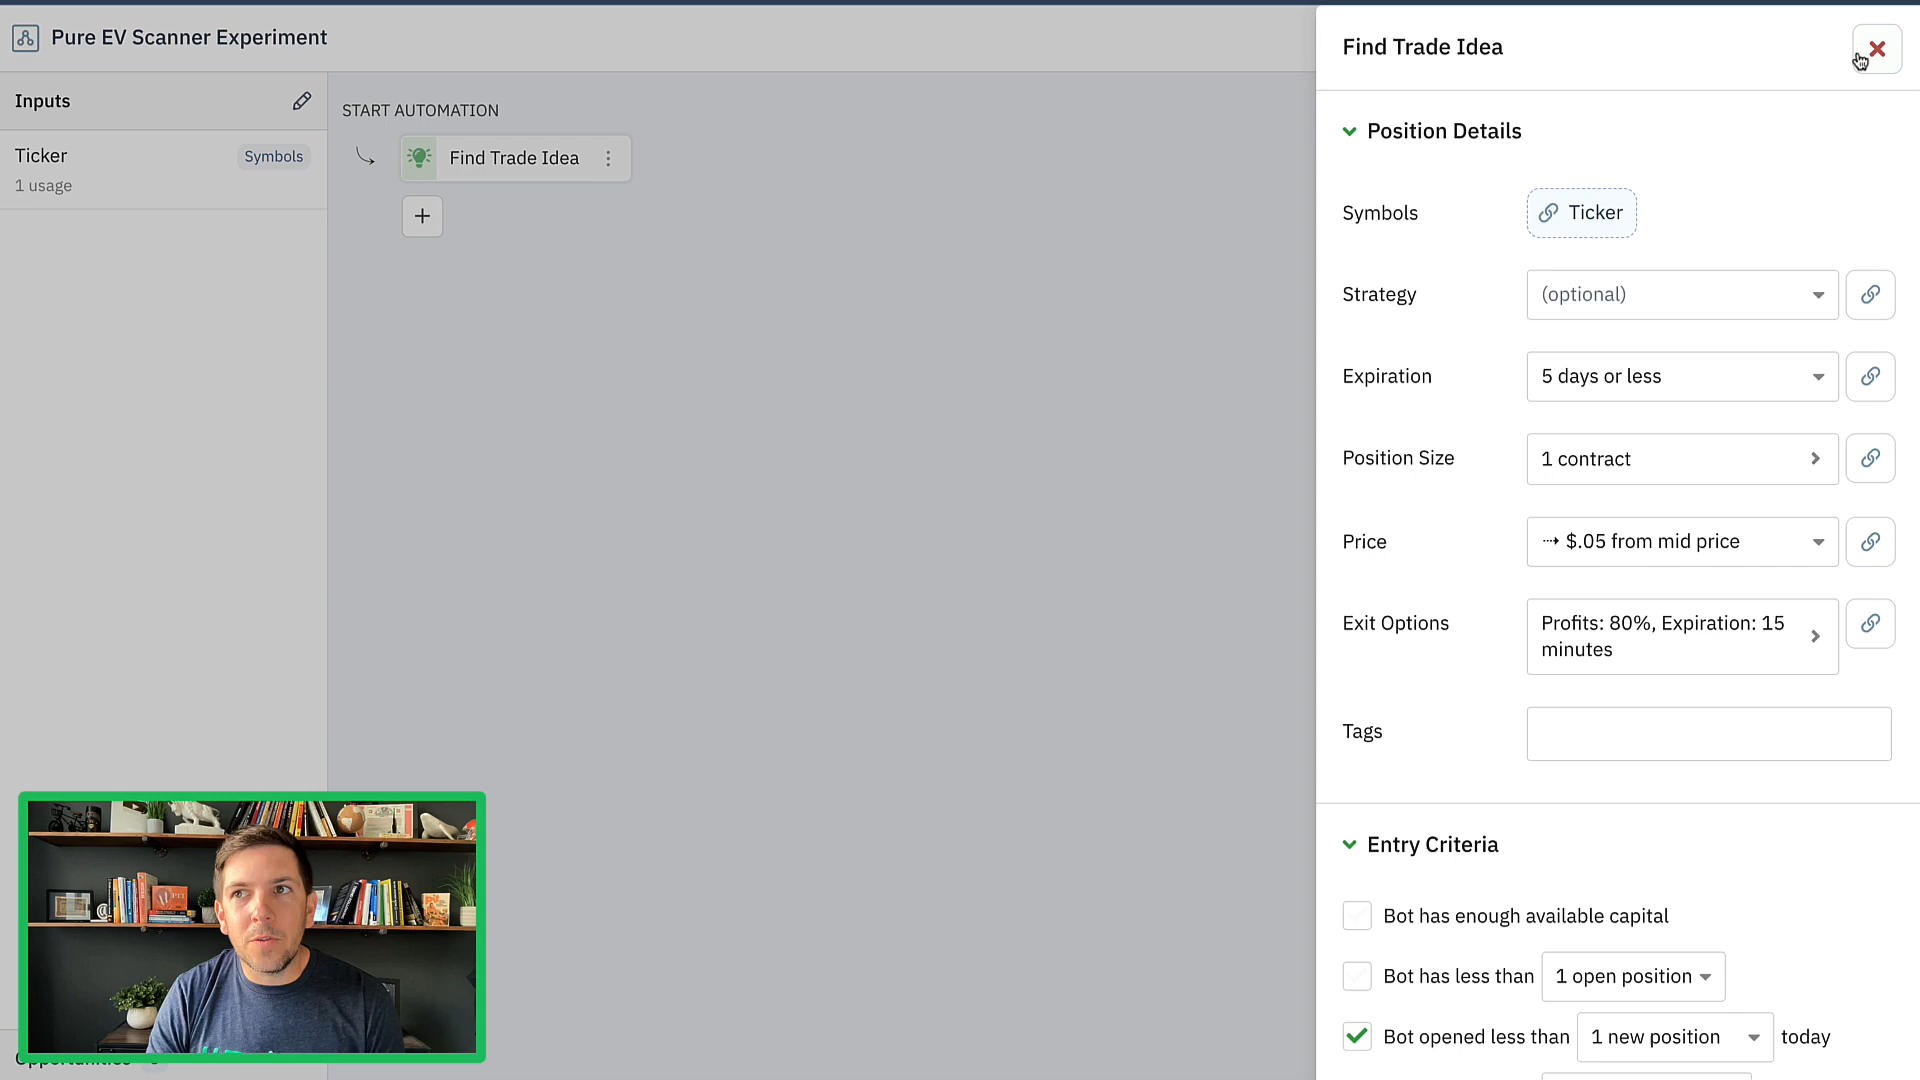 Pure EV Scanner Experiment
Inputs
Ticker
Symbols
1 usage
START AUTOMATION
Find Trade Idea
Find Trade Idea
Position Details
Symbols
Ticker
Strategy
(optional)
Expiration
5 days or less
Position Size
1 contract
Price
$.05 from mid price
Exit Options
Profits: 80%, Expiration: 15
minutes
Tags
Entry Criteria
Bot has enough available capital
Bot has less than 1 open position
Bot opened less than 1 new position today